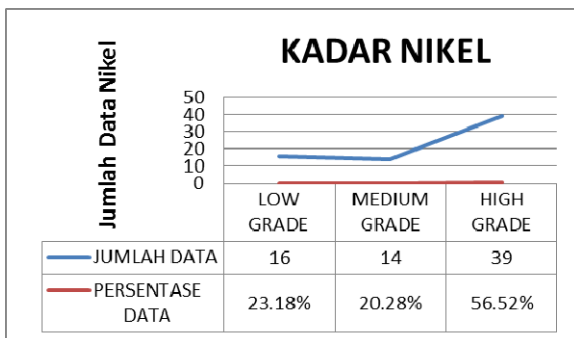 KADAR NIKEL
Jumlah Data Nikel
50
40
30
20
10
0
LOW GRADE
MEDIUM GRADE
HIGH GRADE
JUMLAH DATA 16 14 39
PERSENTASE DATA 23.18% 20.28% 56.52%